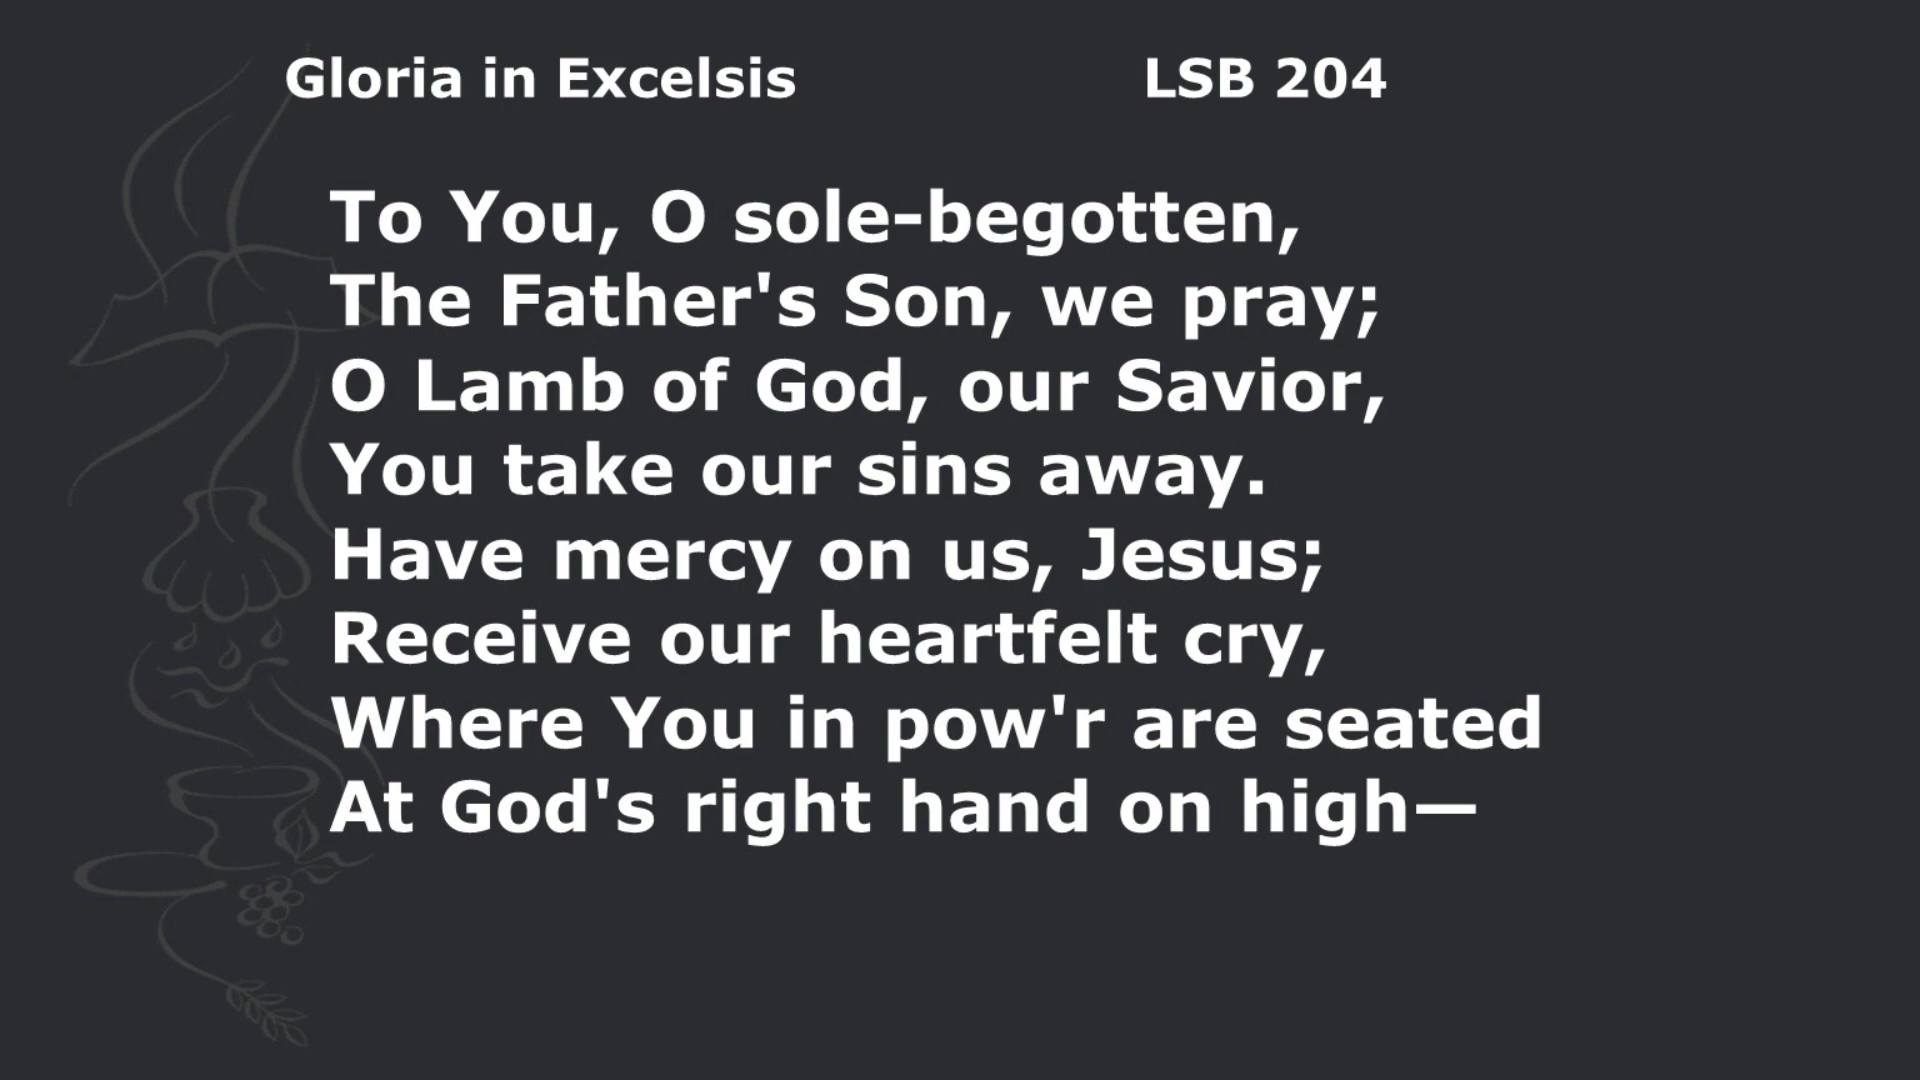 Gloria in Excelsis LSB 204
To You, O sole-begotten,
The Father's Son, we pray;
O Lamb of God, our Savior,
You take our sins away.
Have mercy on us, Jesus;
Receive our heartfelt cry,
Where You in pow'r are seated
At God's right hand on high—